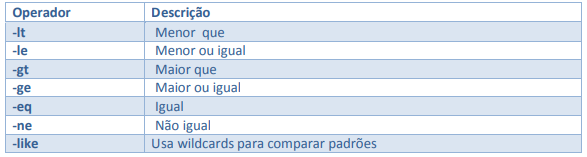 Operador Descrição
-lt Menor que
-le Menor ou igual
-gt Maior que
-ge Maior ou igual
-eq Igual
-ne Não igual
-like Usa wildcards para comparar padrões